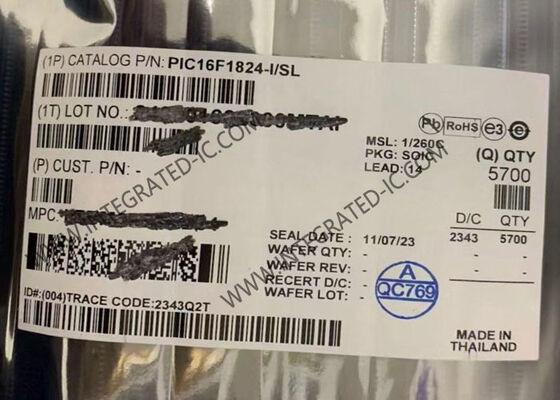 (1P) CATALOG P/N: PIC16F1824-I/SL
(1T) LOT NO.:
Pb RoHS e3 e
MSL: 1/260C
PKG: SOIC
LEAD: 14
(Q) QTY
5700
(P) CUST. P/N: -
MPC:
D/C QTY
2343 5700
SEAL DATE : 11/07/23
WAFER QTY: -
WAFER REV: -
RECERT D/C: -
WAFER LOT: -
A
QC769
ID#:(004)TRACE CODE:2343Q2T
MADE IN
THAILAND
WWW.INTEGRATED-IC.COM
WWW.INTEGRATED-IC.COM